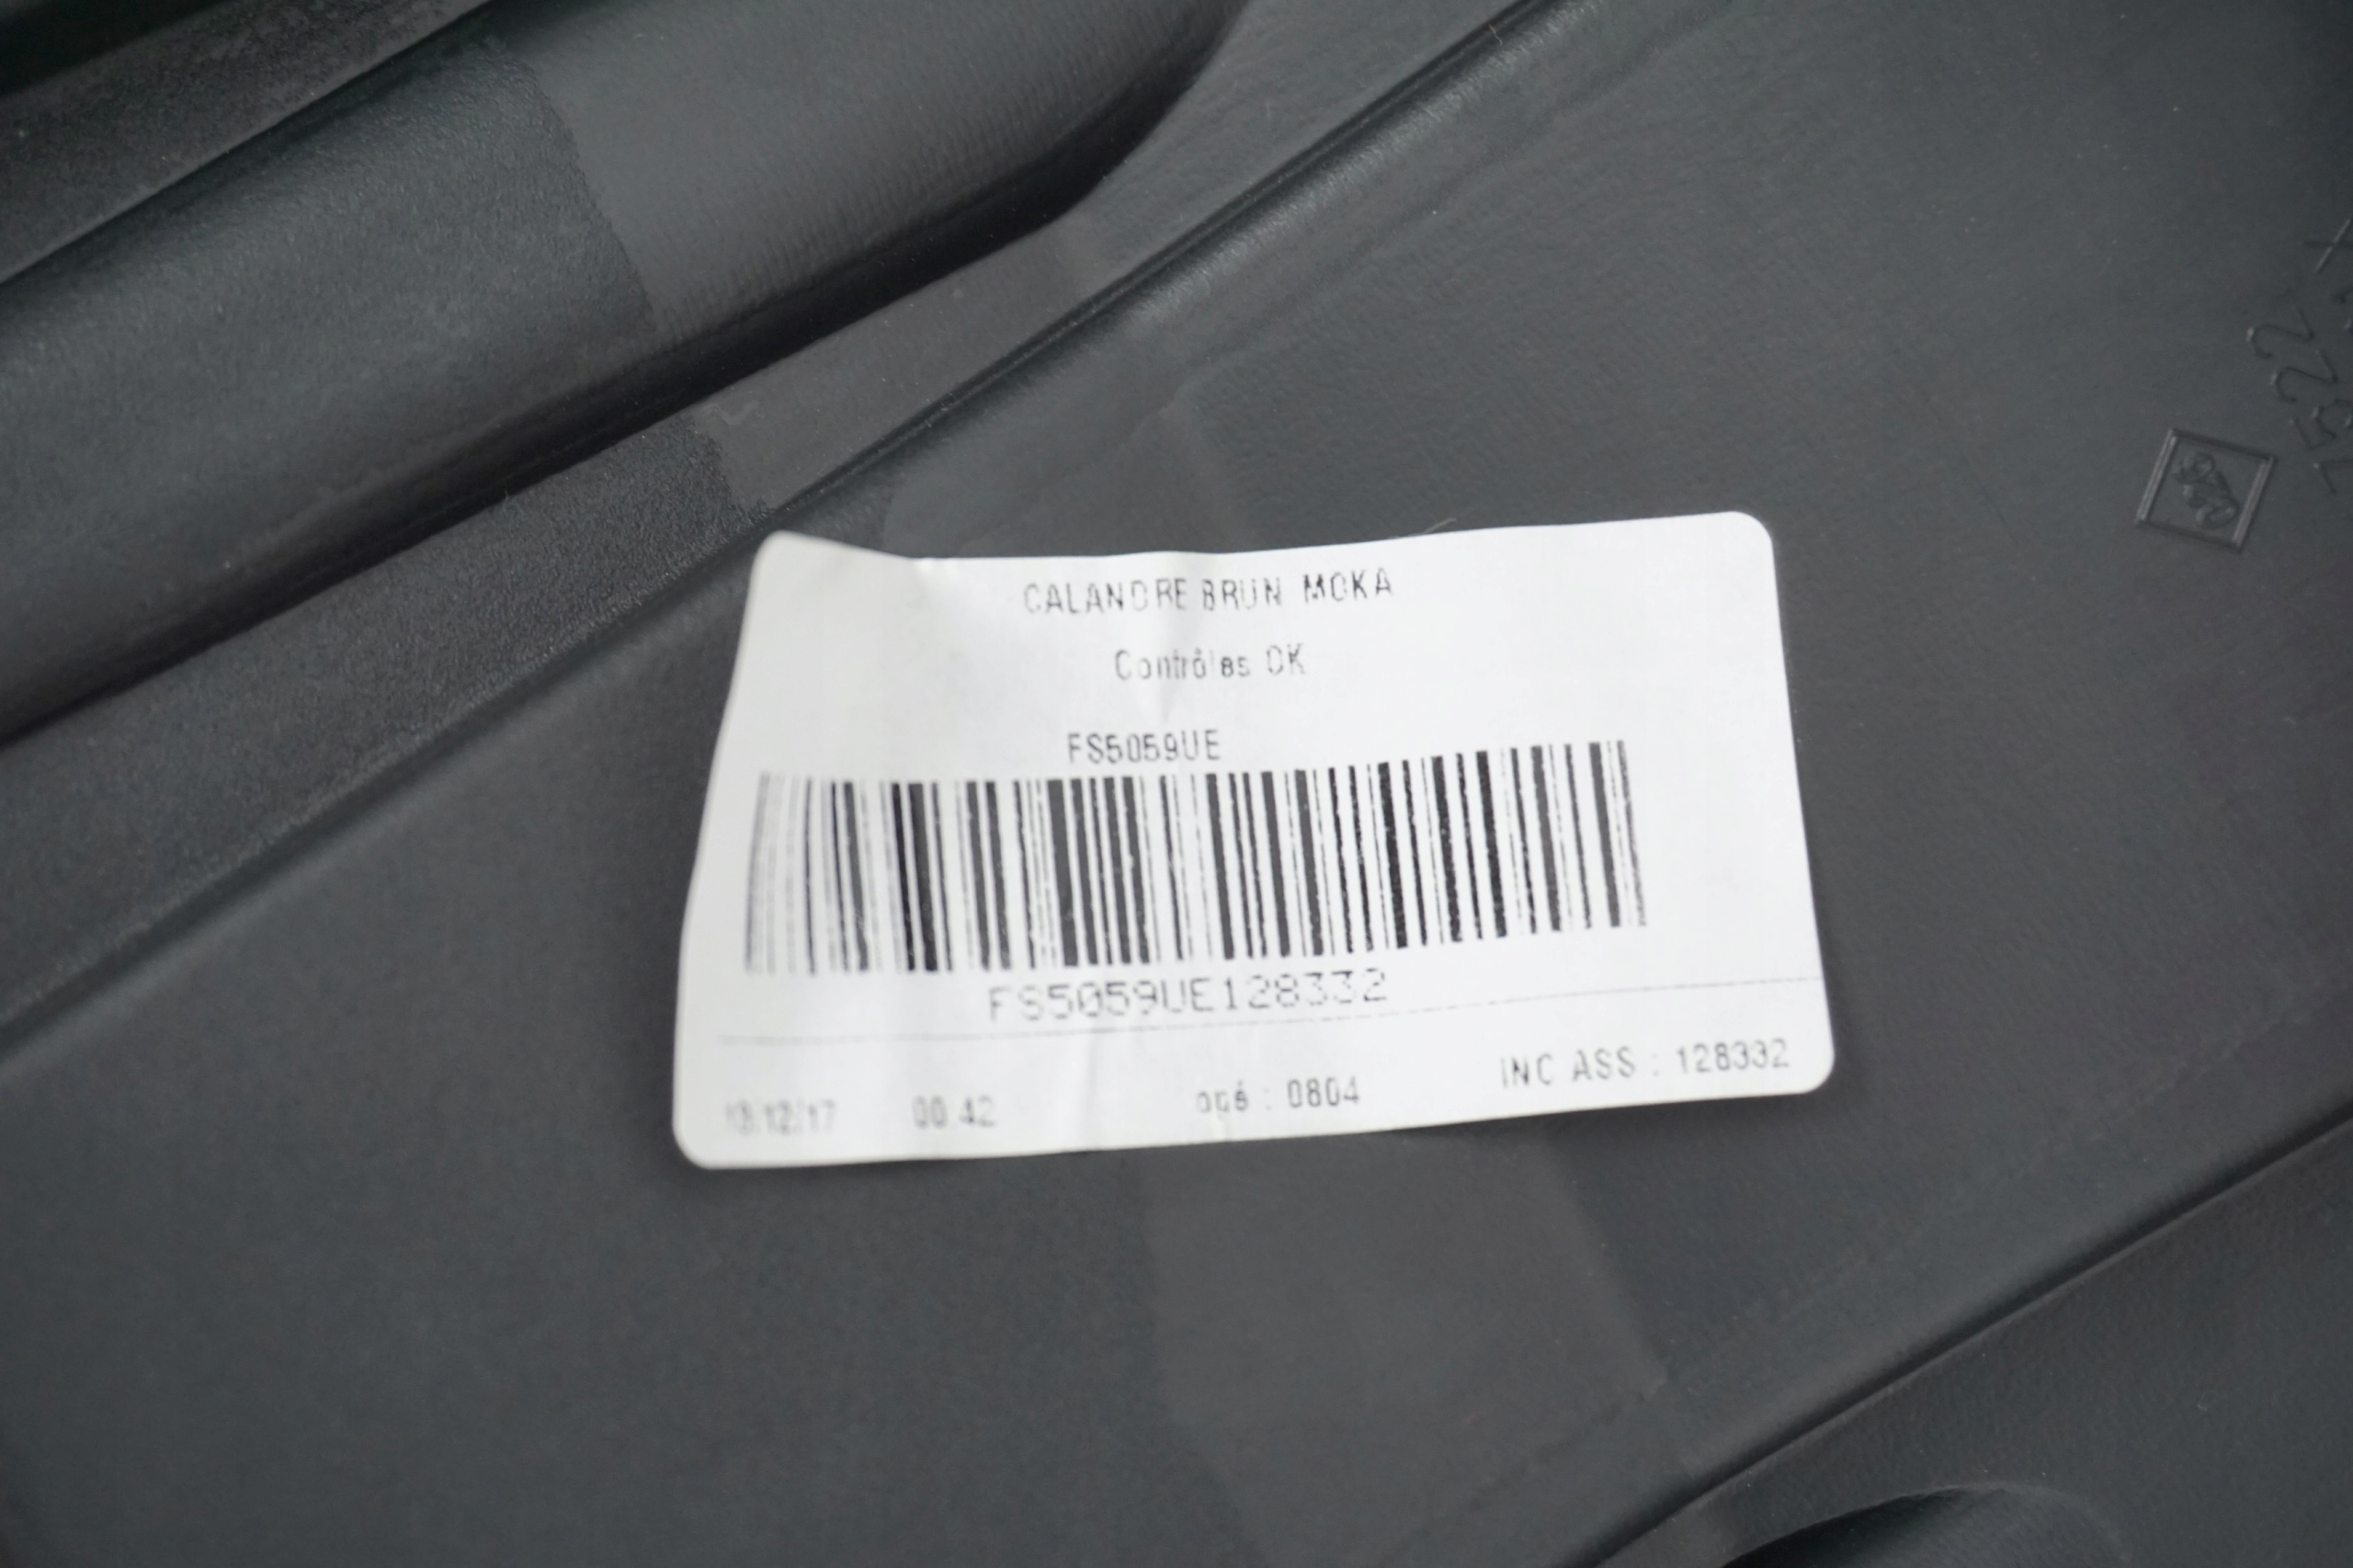 CALANDRE BRUN MOKA
Contrôles OK
FS5059UE
FS5059UE128332
13/12/17 00:42 opé : 0804 INC ASS : 128332